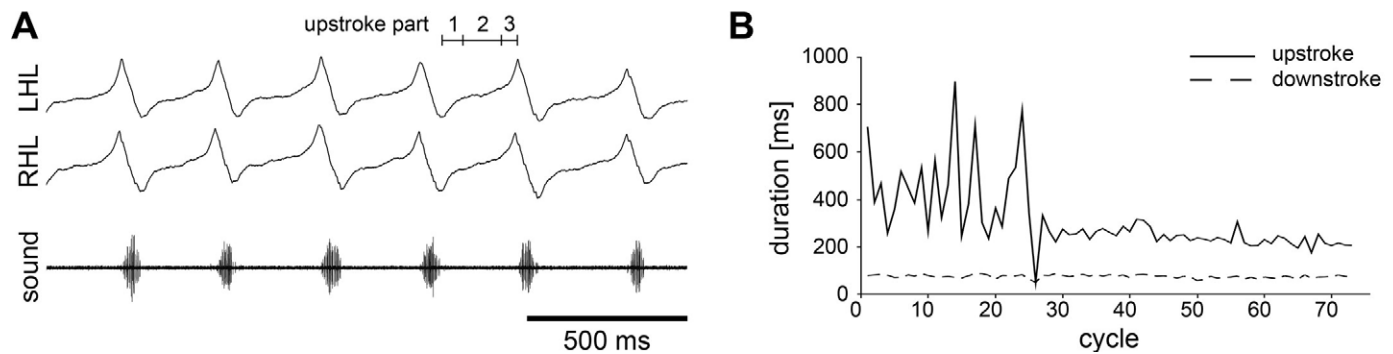 A
upstroke part 1 2 3
LHL
RHL
sound
500 ms
B
upstroke
downstroke
1000
800
600
400
200
0
duration [ms]
0 10 20 30 40 50 60 70
cycle